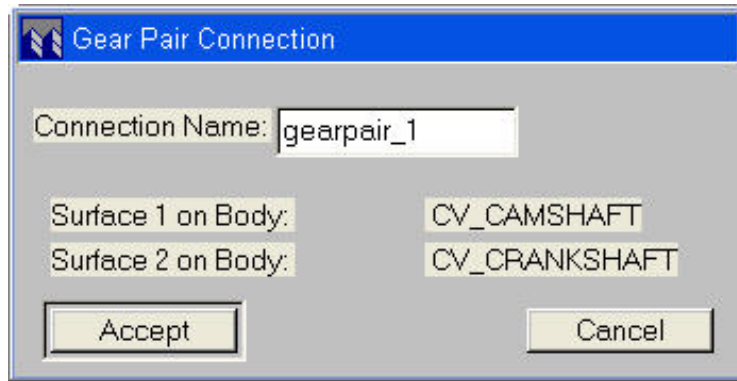 Gear Pair Connection
Connection Name: gearpair_1
Surface 1 on Body: CV_CAMSHAFT
Surface 2 on Body: CV_CRANKSHAFT
Accept Cancel